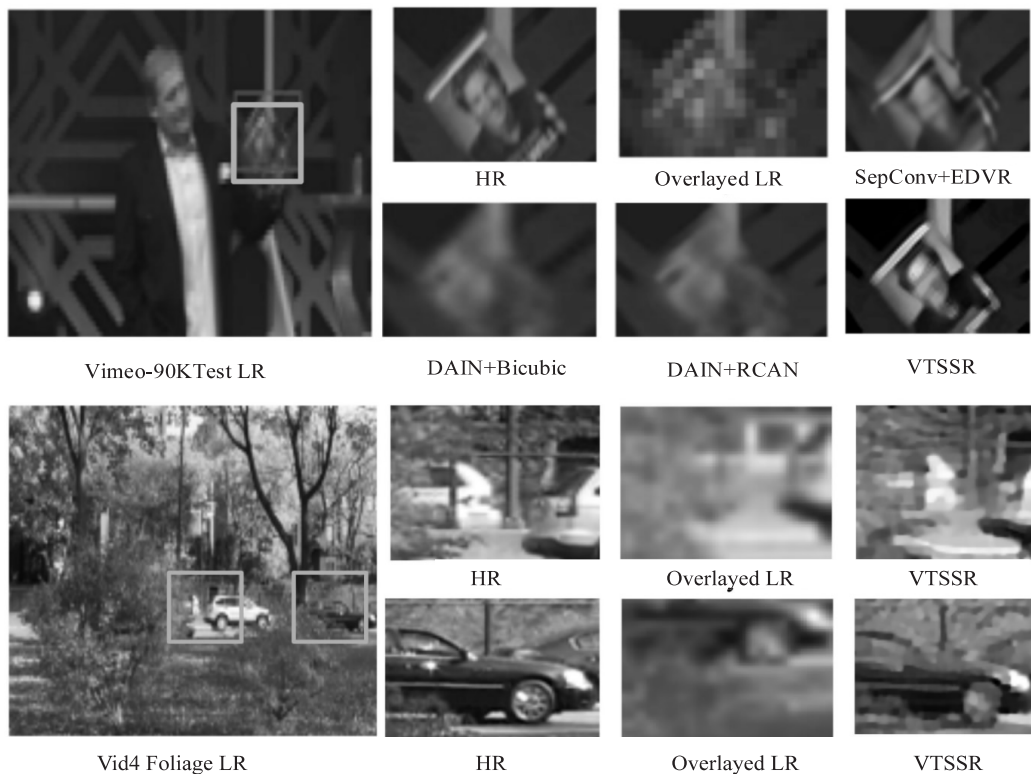 HR
Overlayed LR
SepConv+EDVR
Vimeo-90KTest LR
DAIN+Bicubic
DAIN+RCAN
VTSSR
HR
Overlayed LR
VTSSR
Vid4 Foliage LR
HR
Overlayed LR
VTSSR